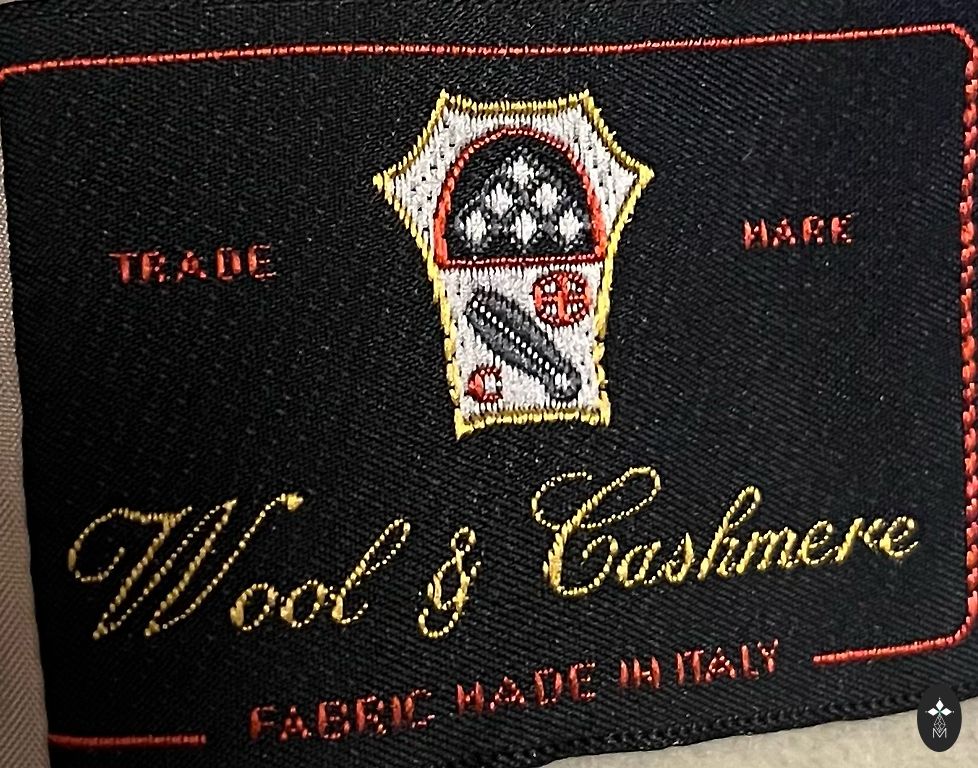 TRADE MARK
Wool & Cashmere
FABRIC MADE IN ITALY